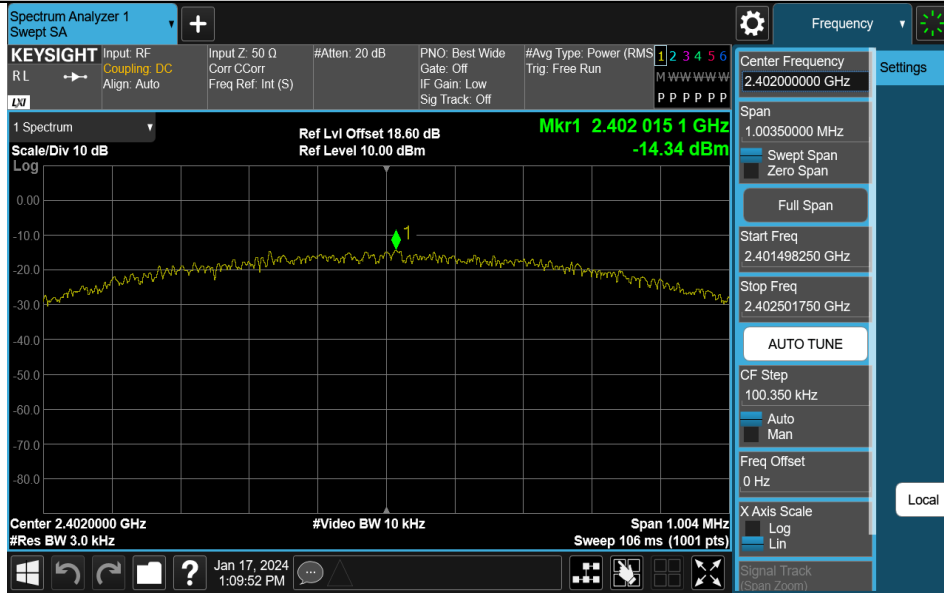 Spectrum Analyzer 1
Swept SA
+
Frequency
KEYSIGHT
RL
LXI
Input: RF
Coupling: DC
Align: Auto
Input Z: 50 Ω
Corr CCorr
Freq Ref: Int (S)
#Atten: 20 dB
PNO: Best Wide
Gate: Off
IF Gain: Low
Sig Track: Off
#Avg Type: Power (RMS
Trig: Free Run
1 2 3 4 5 6
M W W W W W
P P P P P P
1 Spectrum
Scale/Div 10 dB
Log
Ref Lvl Offset 18.60 dB
Ref Level 10.00 dBm
Mkr1 2.402 015 1 GHz
-14.34 dBm
1
0.00
-10.0
-20.0
-30.0
-40.0
-50.0
-60.0
-70.0
-80.0
Center 2.4020000 GHz
#Res BW 3.0 kHz
#Video BW 10 kHz
Span 1.004 MHz
Sweep 106 ms (1001 pts)
?
Jan 17, 2024
1:09:52 PM
Center Frequency
2.402000000 GHz
Span
1.00350000 MHz
Swept Span
Zero Span
Full Span
Start Freq
2.401498250 GHz
Stop Freq
2.402501750 GHz
AUTO TUNE
CF Step
100.350 kHz
Auto
Man
Freq Offset
0 Hz
X Axis Scale
Log
Lin
Signal Track
(Span Zoom)
Settings
Local